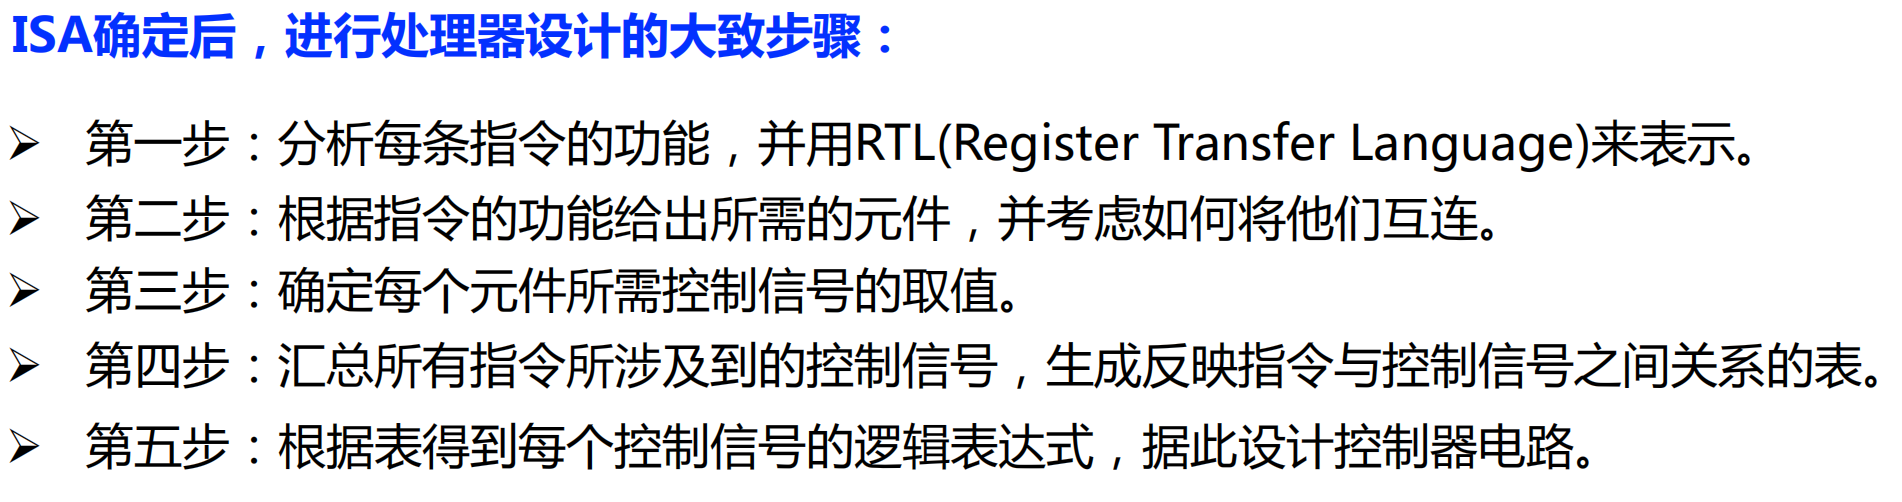 ISA确定后，进行处理器设计的大致步骤：
➢ 第一步：分析每条指令的功能，并用RTL(Register Transfer Language)来表示。
➢ 第二步：根据指令的功能给出所需的元件，并考虑如何将他们互连。
➢ 第三步：确定每个元件所需控制信号的取值。
➢ 第四步：汇总所有指令所涉及到的控制信号，生成反映指令与控制信号之间关系的表。
➢ 第五步：根据表得到每个控制信号的逻辑表达式，据此设计控制器电路。